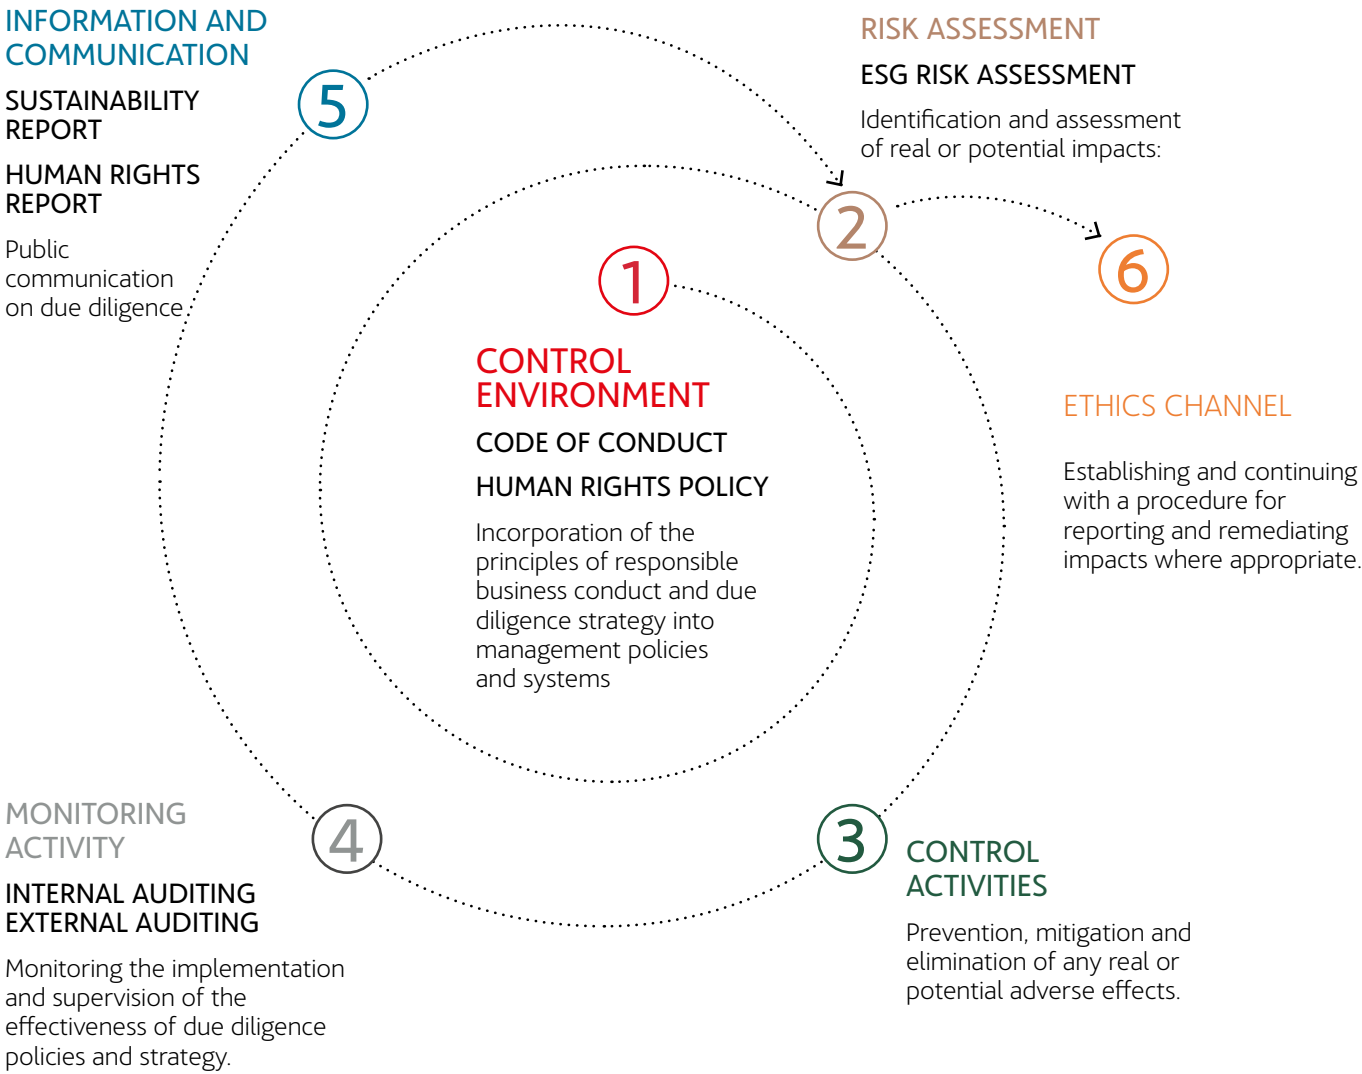 INFORMATION AND
COMMUNICATION
SUSTAINABILITY
REPORT
HUMAN RIGHTS
REPORT
Public
communication
on due diligence.
5
RISK ASSESSMENT
ESG RISK ASSESSMENT
Identification and assessment
of real or potential impacts:
2
6
1
CONTROL
ENVIRONMENT
CODE OF CONDUCT
HUMAN RIGHTS POLICY
Incorporation of the
principles of responsible
business conduct and due
diligence strategy into
management policies
and systems
ETHICS CHANNEL
Establishing and continuing
with a procedure for
reporting and remediating
impacts where appropriate.
MONITORING
ACTIVITY
INTERNAL AUDITING
EXTERNAL AUDITING
Monitoring the implementation
and supervision of the
effectiveness of due diligence
policies and strategy.
4
3
CONTROL
ACTIVITIES
Prevention, mitigation and
elimination of any real or
potential adverse effects.